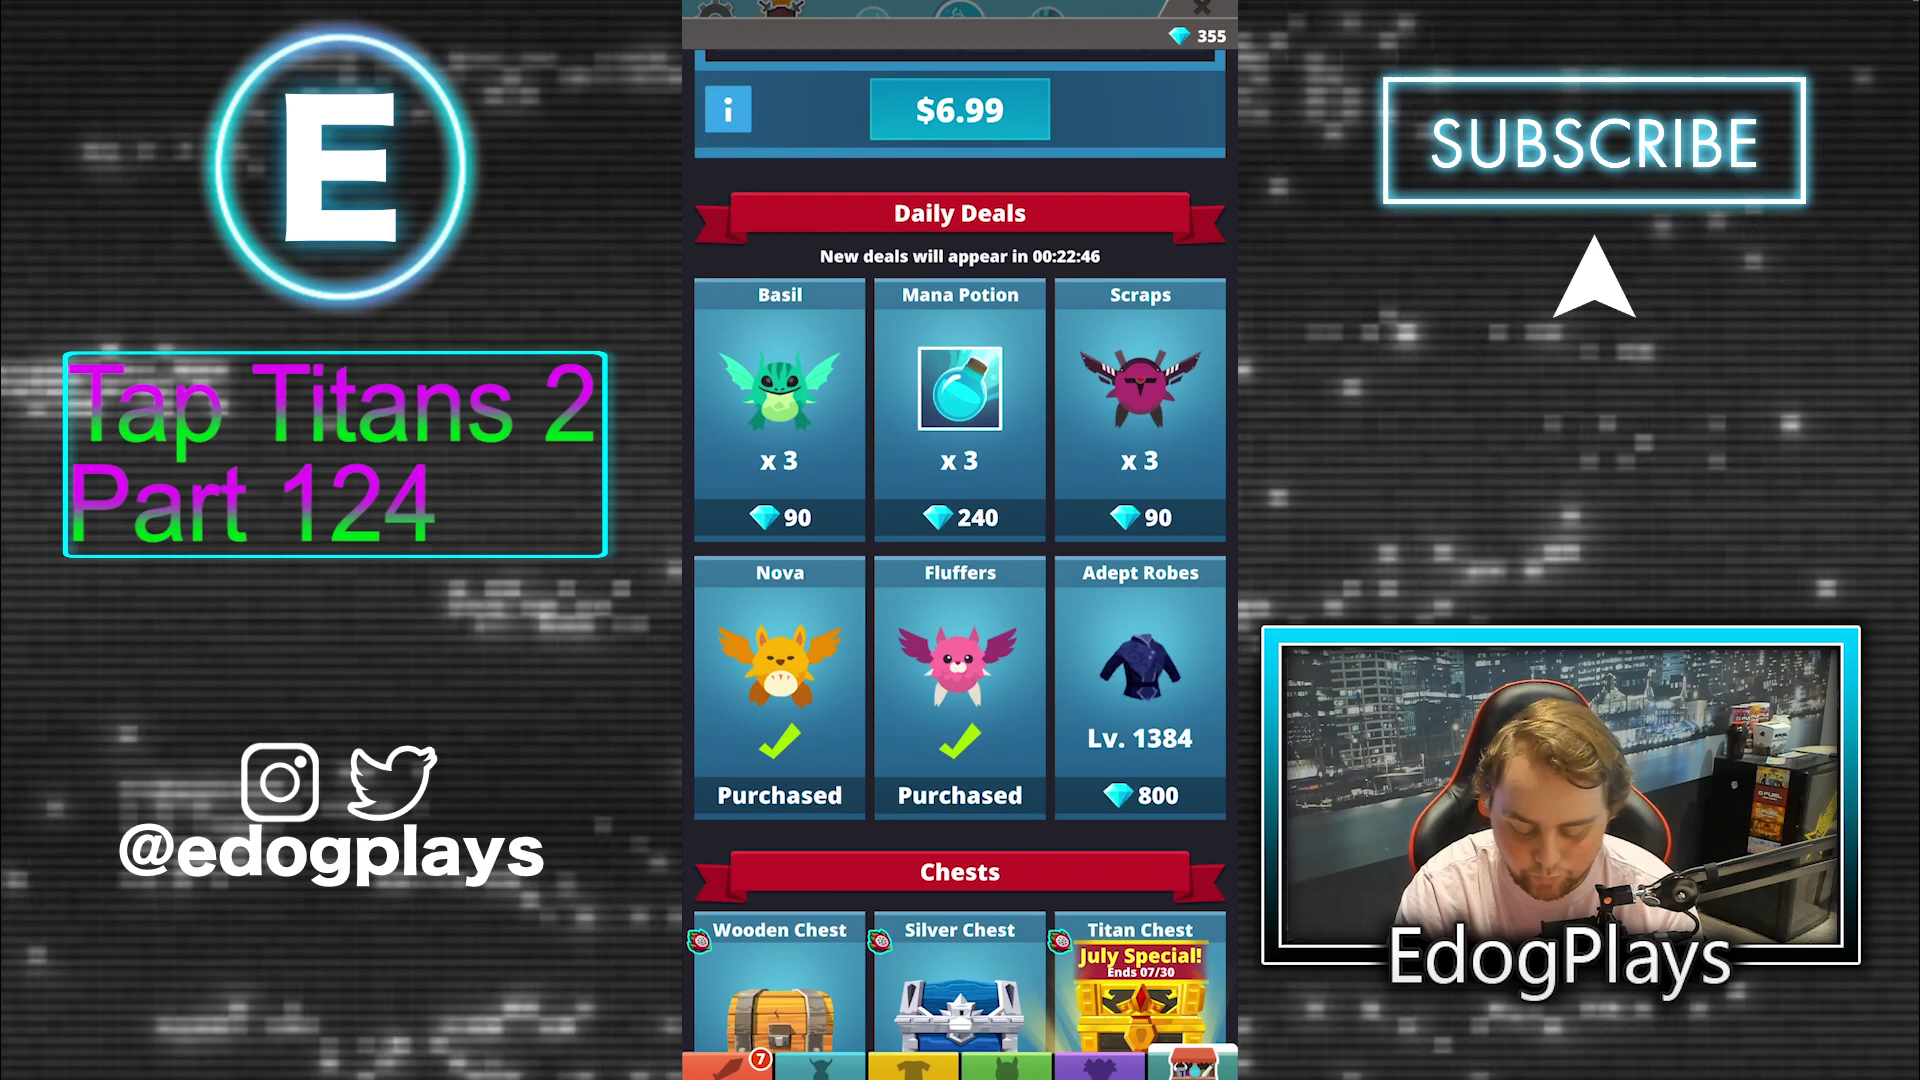 E
Tap Titans 2
Part 124
@edogplays
355
i
$6.99
Daily Deals
New deals will appear in 00:22:46
Basil
Mana Potion
Scraps
x 3
x 3
x 3
90
240
90
Nova
Fluffers
Adept Robes
Lv. 1384
Purchased
Purchased
800
Chests
Wooden Chest
Silver Chest
Titan Chest
July Special!
Ends 07/30
7
SUBSCRIBE
EdogPlays